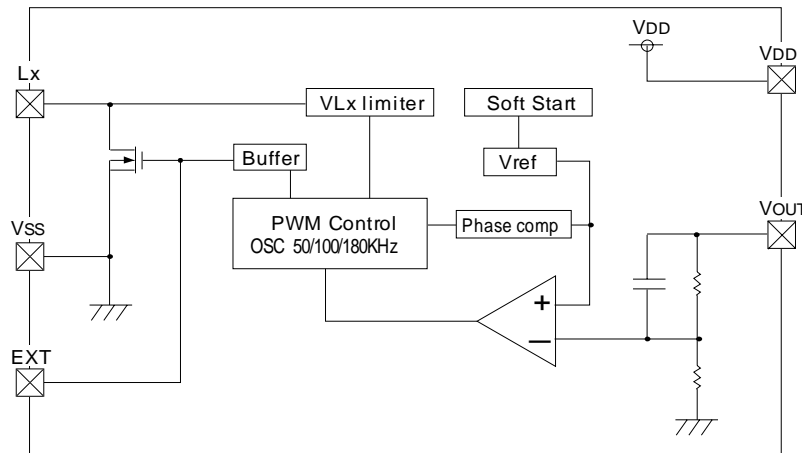 VDD
VDD
Lx
VLx limiter
Soft Start
Buffer
Vref
VSS
PWM Control
OSC 50/100/180KHz
Phase comp
VOUT
+
−
EXT